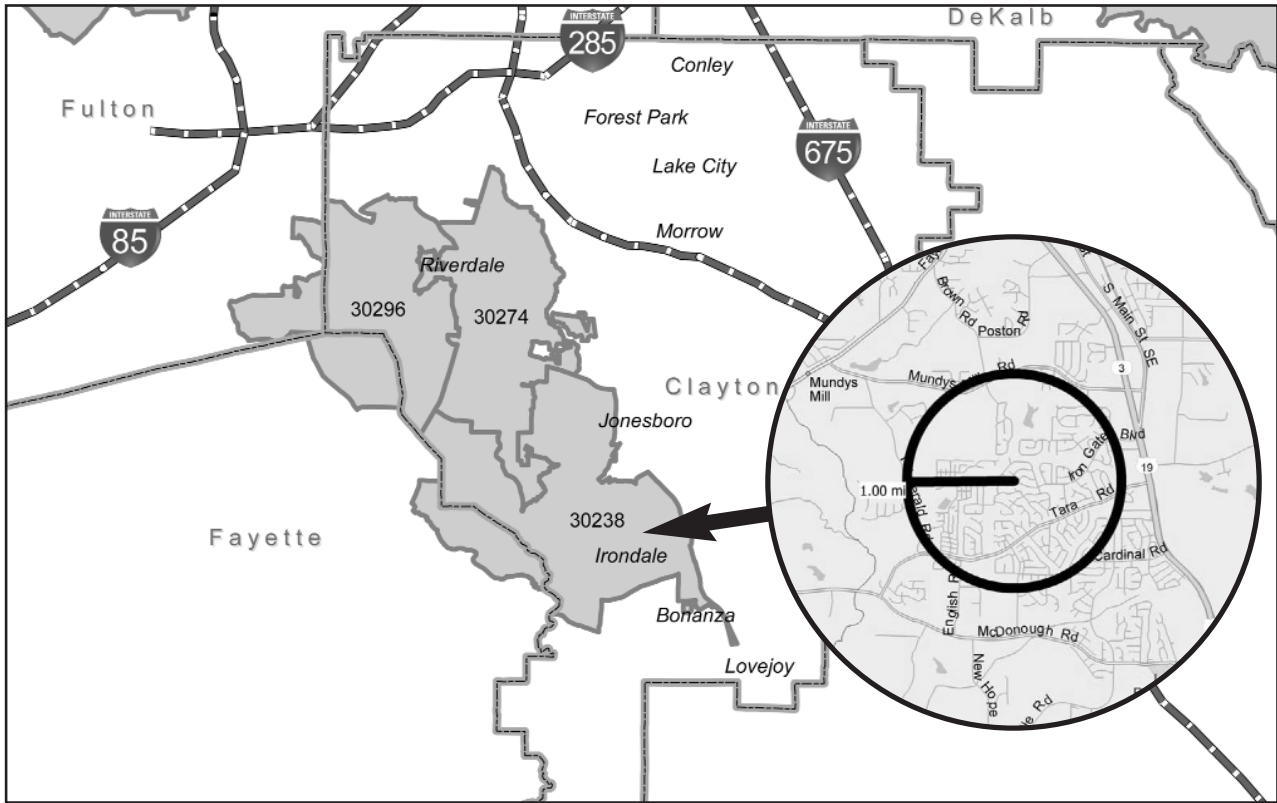 DeKalb
INTERSTATE
285
Conley
Fulton
Forest Park
INTERSTATE
675
Lake City
INTERSTATE
85
Morrow
Riverdale
30296
30274
Clayton
Jonesboro
30238
Fayette
Irondale
Bonanza
Lovejoy
Brown Rd
Poston Rd
S Main St SE
3
Mundys Mill
Rd
Iron Gate Blvd
19
1.00 mi
Tara Rd
Cardinal Rd
English
McDonough Rd
New Hope
Rd